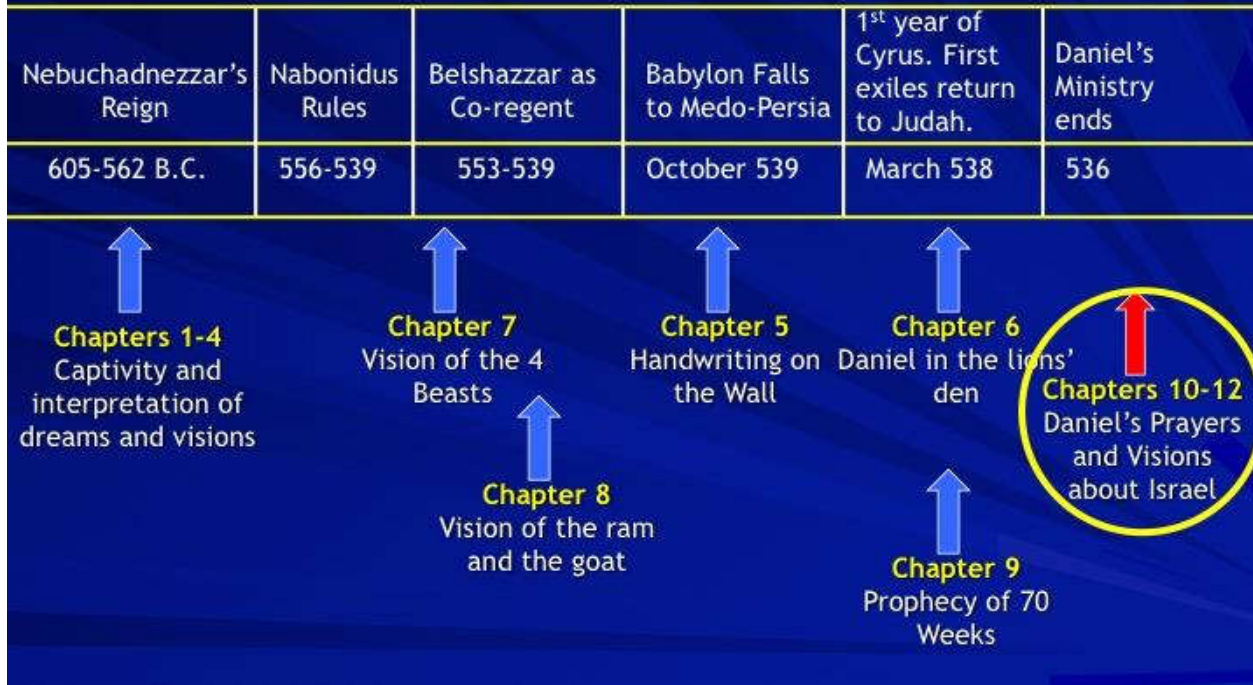 Nebuchadnezzar's
Reign
Nabonidus
Rules
Belshazzar as
Co-regent
Babylon Falls
to Medo-Persia
1st year of
Cyrus. First
exiles return
to Judah.
Daniel's
Ministry
ends
605-562 B.C.
556-539
553-539
October 539
March 538
536
Chapters 1-4
Captivity and
interpretation of
dreams and visions
Chapter 7
Vision of the 4
Beasts
Chapter 8
Vision of the ram
and the goat
Chapter 5
Handwriting on
the Wall
Chapter 6
Daniel in the lions'
den
Chapter 9
Prophecy of 70
Weeks
Chapters 10-12
Daniel's Prayers
and Visions
about Israel